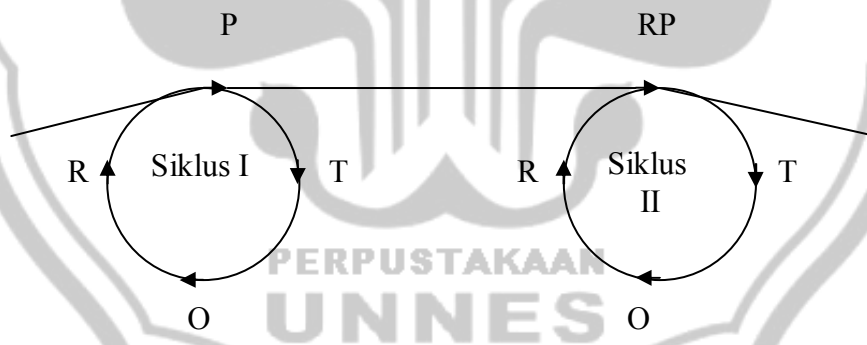 P
RP
R
Siklus I
T
R
Siklus
II
T
O
O
PERPUSTAKAAN
UNNES